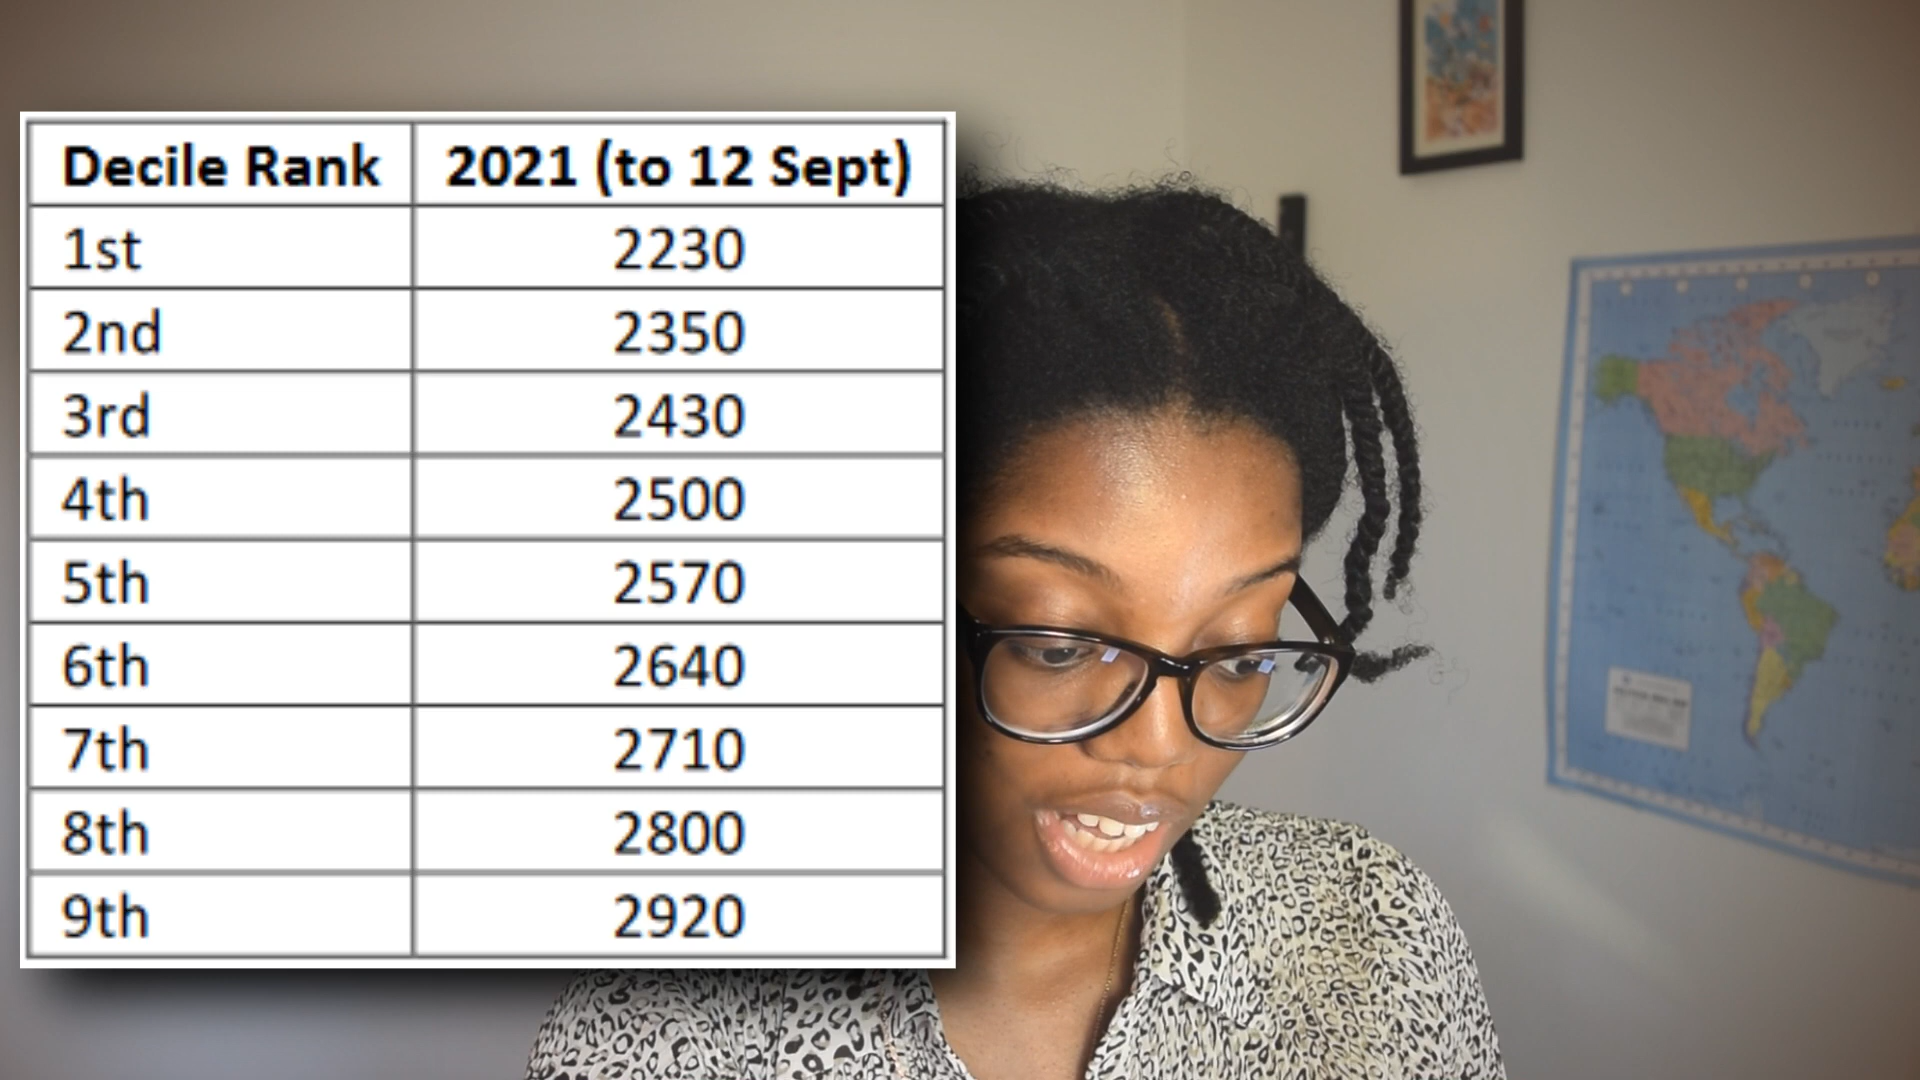 Decile Rank 2021 (to 12 Sept)
1st 2230
2nd 2350
3rd 2430
4th 2500
5th 2570
6th 2640
7th 2710
8th 2800
9th 2920